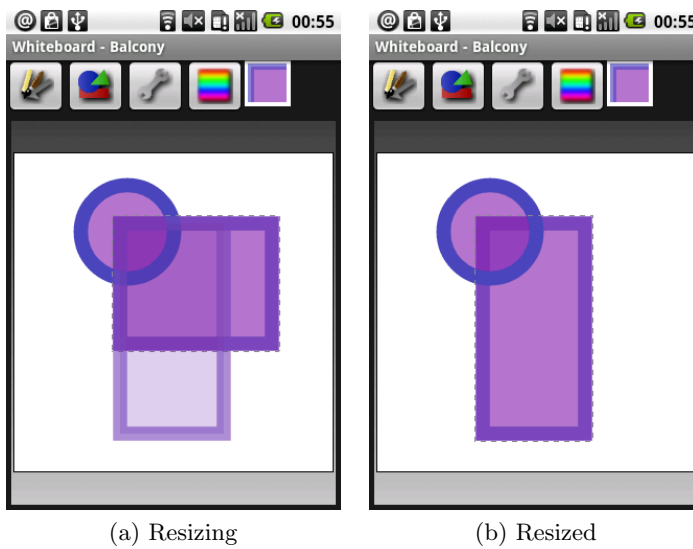 00:55
Whiteboard - Balcony
(a) Resizing
00:55
Whiteboard - Balcony
(b) Resized